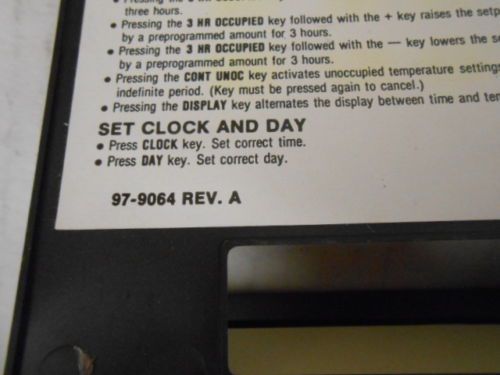 three hours.
• Pressing the 3 HR OCCUPIED key followed with the + key raises the setp
by a preprogrammed amount for 3 hours.
• Pressing the 3 HR OCCUPIED key followed with the — key lowers the se
by a preprogrammed amount for 3 hours.
• Pressing the CONT UNOC key activates unoccupied temperature settings
indefinite period. (Key must be pressed again to cancel.)
• Pressing the DISPLAY key alternates the display between time and tem
SET CLOCK AND DAY
• Press CLOCK key. Set correct time.
• Press DAY key. Set correct day.
97-9064 REV. A